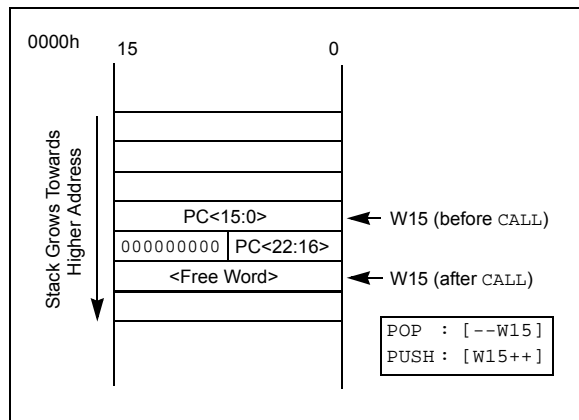 0000h
15 0
Stack Grows Towards
Higher Address
PC<15:0>
W15 (before CALL)
000000000 PC<22:16>
<Free Word>
W15 (after CALL)
POP : [--W15]
PUSH : [W15++]